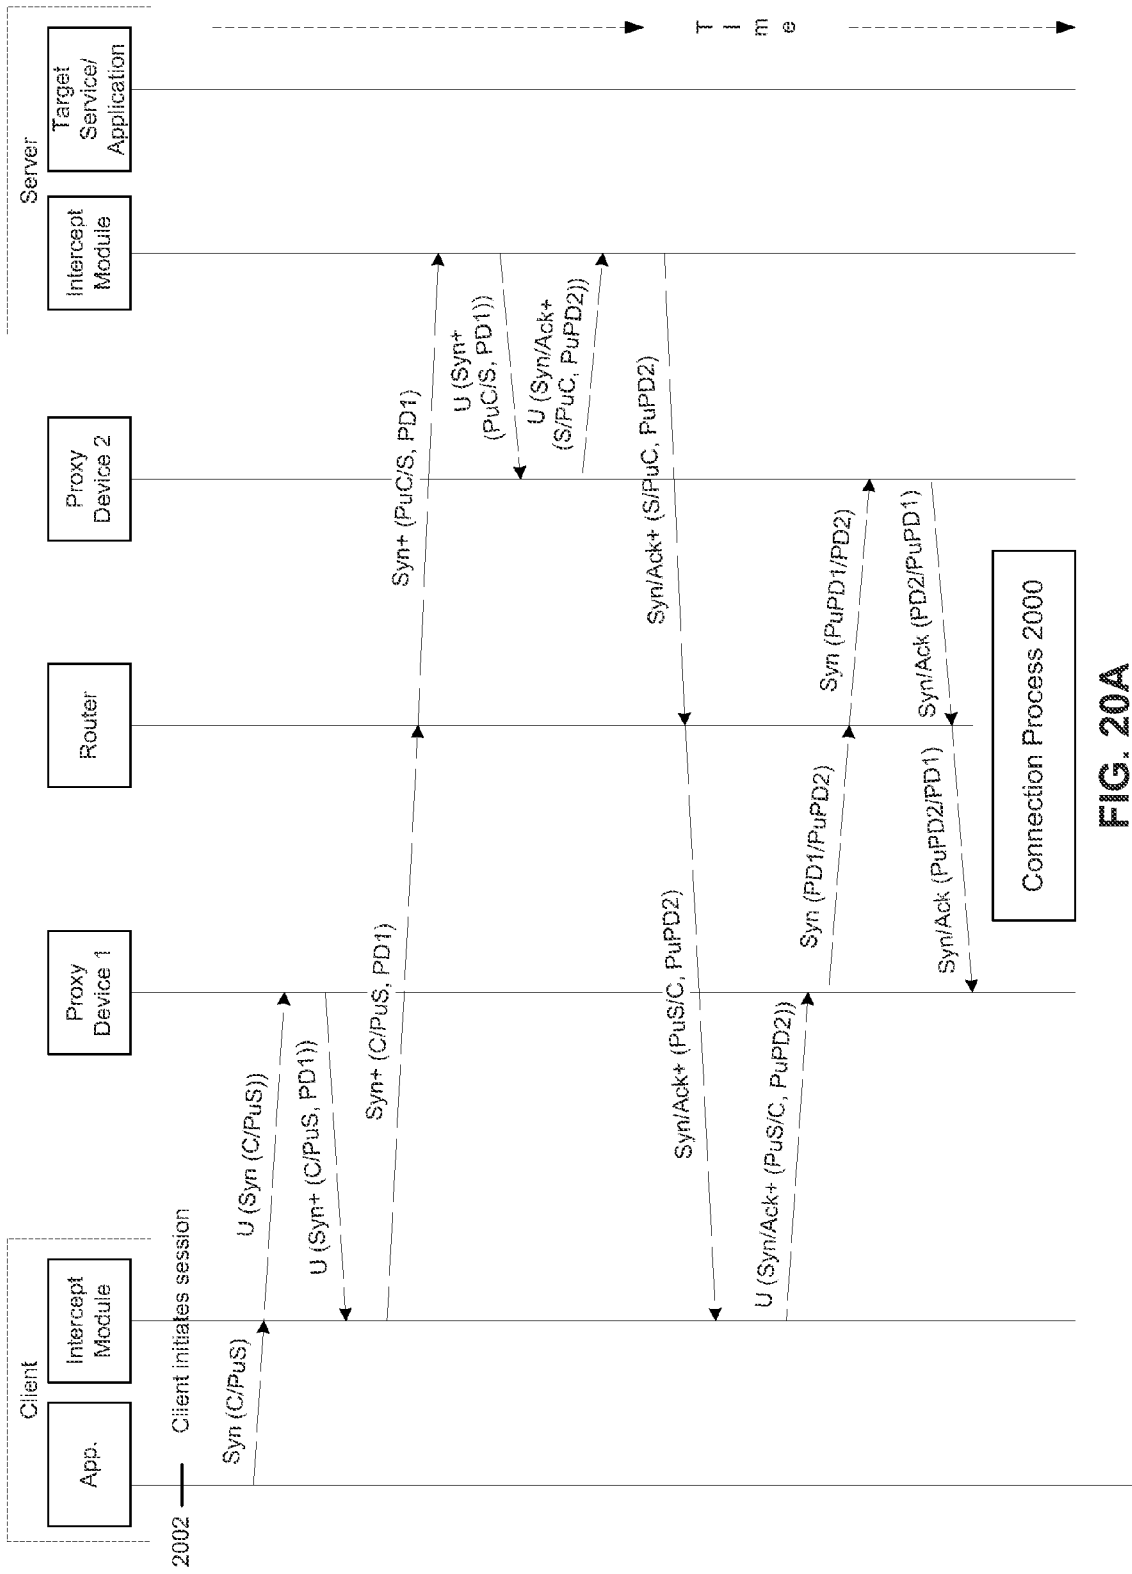 Client
Server
App.
Intercept
Module
Proxy
Device 1
Router
Proxy
Device 2
Intercept
Module
Target
Service/
Application
2002
Client initiates session
T
i
m
e
Syn (C/PuS)
U (Syn (C/PuS))
U (Syn+ (C/PuS, PD1))
Syn+ (C/PuS, PD1)
Syn+ (PuC/S, PD1)
U (Syn+
(PuC/S, PD1))
U (Syn/Ack+
(S/PuC, PuPD2))
Syn/Ack+ (S/PuC, PuPD2)
Syn/Ack+ (PuS/C, PuPD2)
U (Syn/Ack+ (PuS/C, PuPD2))
Syn (PD1/PuPD2)
Syn (PuPD1/PD2)
Syn/Ack (PD2/PuPD1)
Syn/Ack (PuPD2/PD1)
Connection Process 2000
FIG. 20A